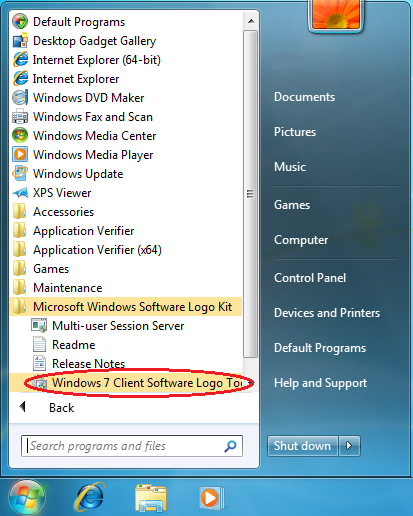 Default Programs
Desktop Gadget Gallery
Internet Explorer (64-bit)
Internet Explorer
Windows DVD Maker
Windows Fax and Scan
Windows Media Center
Windows Media Player
Windows Update
XPS Viewer
Accessories
Application Verifier
Application Verifier (x64)
Games
Maintenance
Microsoft Windows Software Logo Kit
Multi-user Session Server
Readme
Release Notes
Windows 7 Client Software Logo Too
Back
Search programs and files
Documents
Pictures
Music
Games
Computer
Control Panel
Devices and Printers
Default Programs
Help and Support
Shut down